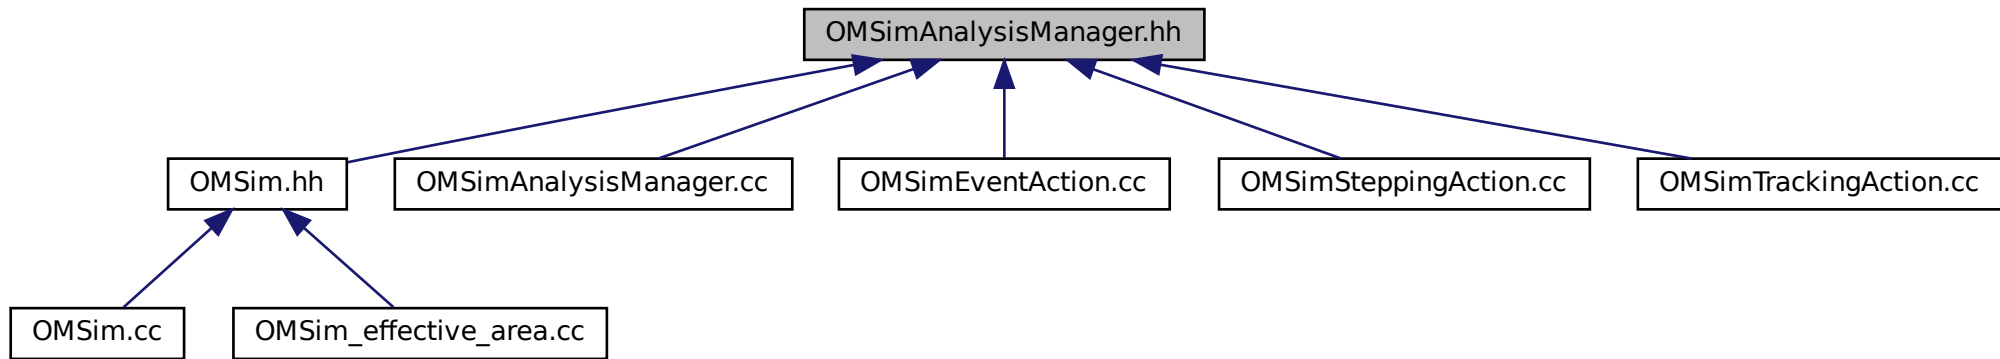 OMSimAnalysisManager.hh
OMSim.hh
OMSimAnalysisManager.cc
OMSimEventAction.cc
OMSimSteppingAction.cc
OMSimTrackingAction.cc
OMSim.cc
OMSim_effective_area.cc